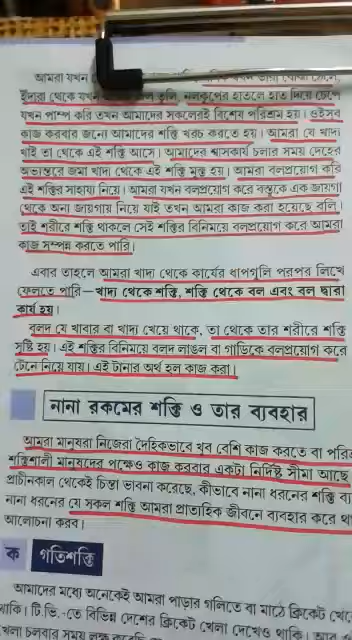 আমরা যখন
ইঁদারা থেকে যখন তুলি, নলকূপের হাতলে হাত দিয়ে চেপে
যখন পাম্প করি তখন আমাদের সকলেরই বিশেষ পরিশ্রম হয়। ওইসব
কাজ করবার জন্যে আমাদের শক্তি খরচ করতে হয়। আমরা যে খাদ্য
খাই তা থেকে এই শক্তি আসে। আমাদের শ্বাসকার্য চলার সময় দেহের
অভ্যন্তরে জমা খাদ্য থেকে এই শক্তি মুক্ত হয়। আমরা বলপ্রয়োগ করি
এই শক্তির সাহায্য নিয়ে। আমরা যখন বলপ্রয়োগ করে বস্তুকে এক জায়গা
থেকে অন্য জায়গায় নিয়ে যাই তখন আমরা কাজ করা হয়েছে বলি।
তাই শরীরে শক্তি থাকলে সেই শক্তির বিনিময়ে বলপ্রয়োগ করে আমরা
কাজ সম্পন্ন করতে পারি।
এবার তাহলে আমরা খাদ্য থেকে কার্যের ধাপগুলি পরপর লিখে
ফেলতে পারি—খাদ্য থেকে শক্তি, শক্তি থেকে বল এবং বল দ্বারা
কার্য হয়।
বলদ যে খাবার বা খাদ্য খেয়ে থাকে, তা থেকে তার শরীরে শক্তি
সৃষ্টি হয়। এই শক্তির বিনিময়ে বলদ লাঙল বা গাড়িকে বলপ্রয়োগ করে
টেনে নিয়ে যায়। এই টানার অর্থ হল কাজ করা।
নানা রকমের শক্তি ও তার ব্যবহার
আমরা মানুষরা নিজেরা দৈহিকভাবে খুব বেশি কাজ করতে বা
শক্তিশালী মানুষদের পক্ষেও কাজ করবার একটা নির্দিষ্ট সীমা আছে
প্রাচীনকাল থেকেই চিন্তা ভাবনা করেছে, কীভাবে নানা ধরনের শক্তি
নানা ধরনের যে সকল শক্তি আমরা প্রাত্যহিক জীবনে ব্যবহার করে
আলোচনা করব।
ক গতিশক্তি
আমাদের মধ্যে অনেকেই আমরা পাড়ার গলিতে বা মাঠে ক্রিকেট
থাকি। টি.ভি.-তে বিভিন্ন দেশের ক্রিকেট খেলা দেখেও থাকি।
খেলা চলবার সময় লক্ষ করেছি